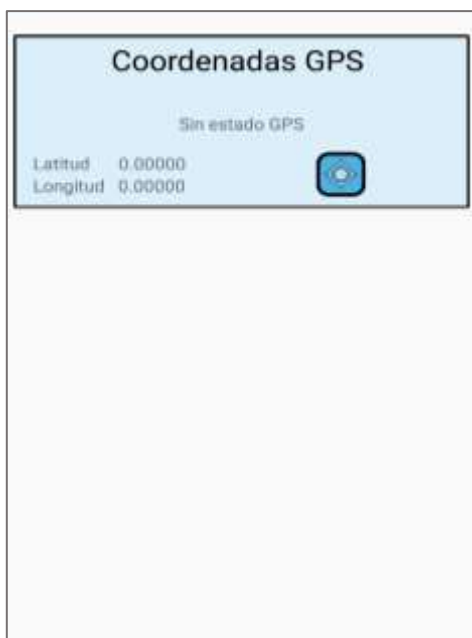 Coordenadas GPS
Sin estado GPS
Latitud 0.00000
Longitud 0.00000